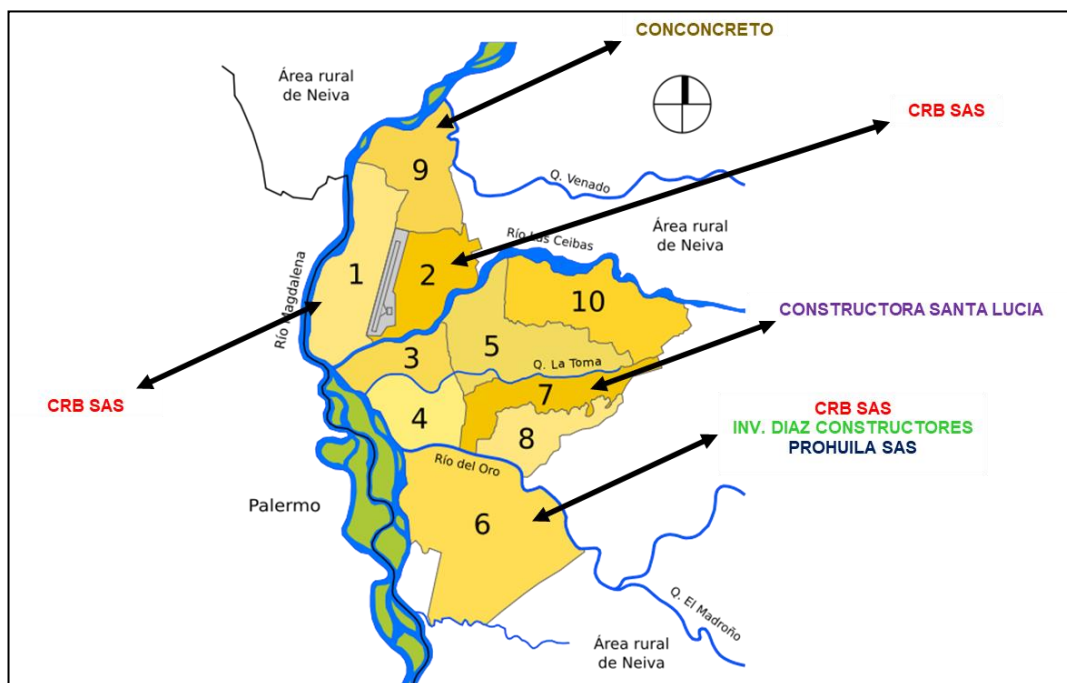 CONCONCRETO
Área rural
de Neiva
CRB SAS
9
Q. Venado
Área rural
de Neiva
Río Las Ceibas
1
2
Río Magdalena
10
CONSTRUCTORA SANTA LUCIA
3
5
Q. La Toma
7
CRB SAS
4
8
CRB SAS
INV. DIAZ CONSTRUCTORES
PROHUILA SAS
Río del Oro
Palermo
6
Q. El Madroño
Área rural
de Neiva